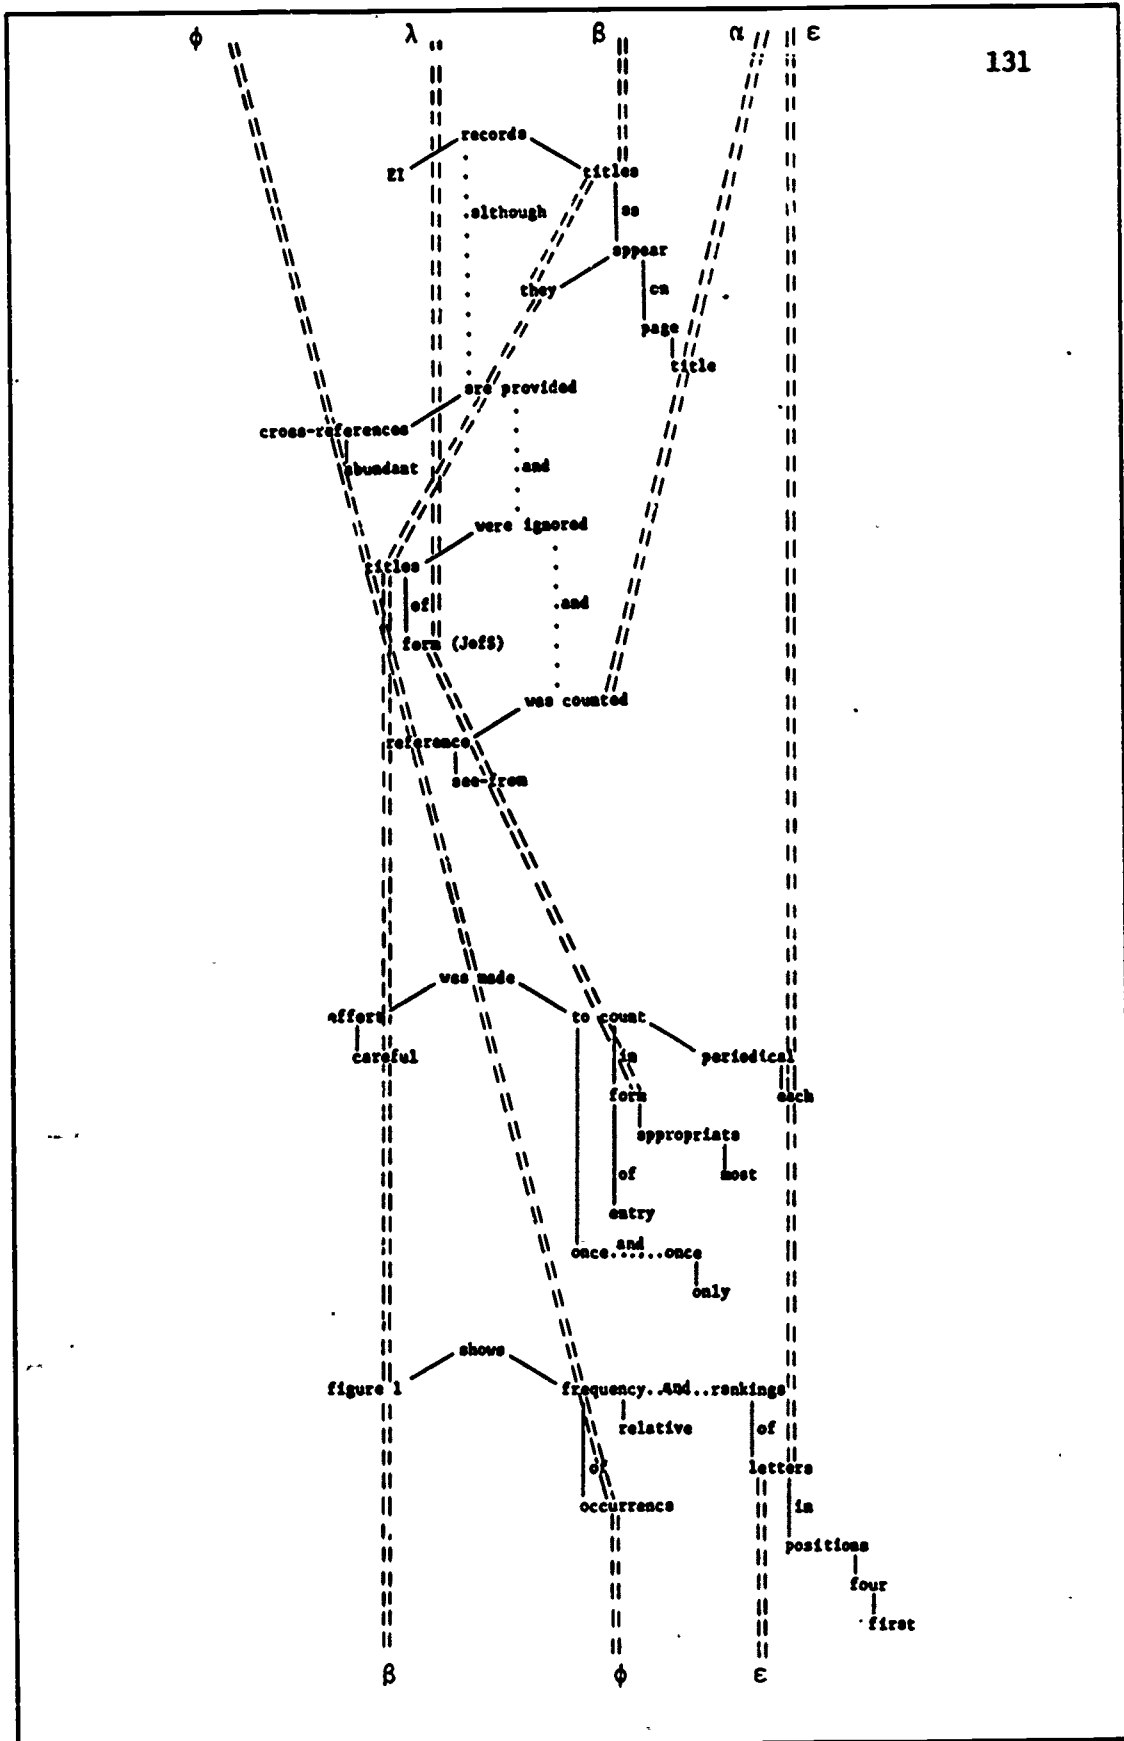 ϕ λ β α ε
131
records
EI titles
although as
appear
they on
page
title
are provided
cross-references
abundant and
were ignored
titles
of and
form (JofS)
was counted
reference
see-from
was made
effort to count
careful in periodical
form each
appropriate
of most
entry
once..and...once
only
shows
figure 1 frequency..and..rankings
relative of
of letters
occurrence in
positions
four
first
β ϕ ε